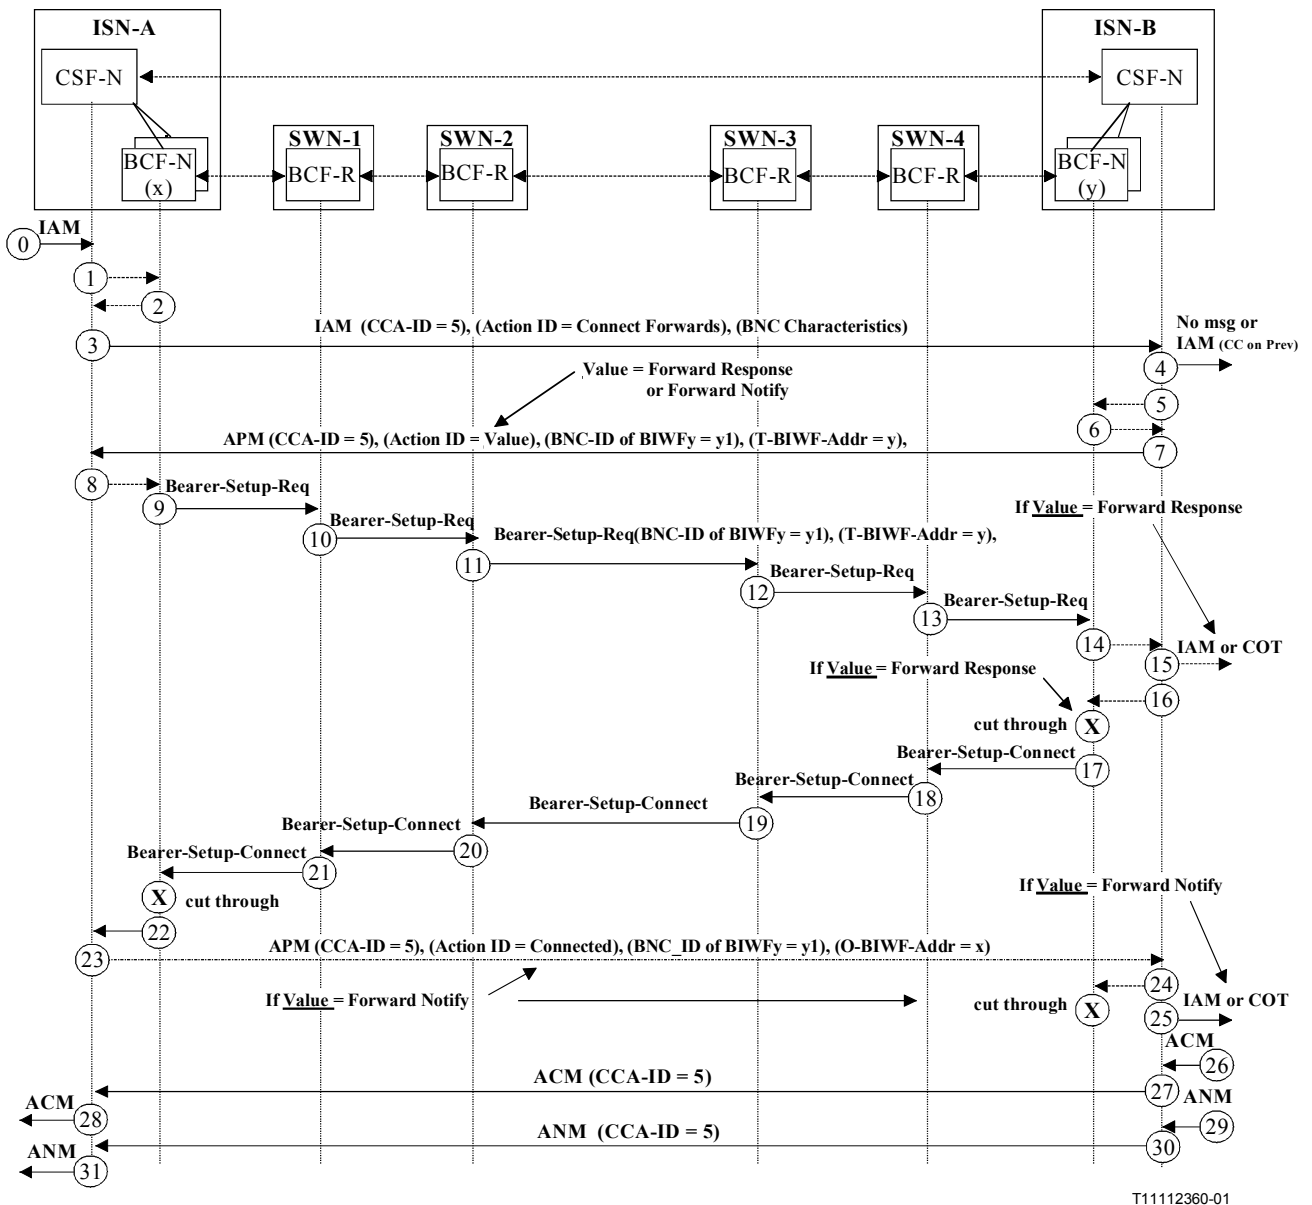 ISN-A
ISN-B
CSF-N
CSF-N
SWN-1
SWN-2
SWN-3
SWN-4
BCF-N
(x)
BCF-R
BCF-R
BCF-R
BCF-R
BCF-N
(y)
IAM
0
1
2
IAM (CCA-ID = 5), (Action ID = Connect Forwards), (BNC Characteristics)
3
No msg or
IAM (CC on Prev)
4
Value = Forward Response
or Forward Notify
5
6
APM (CCA-ID = 5), (Action ID = Value), (BNC-ID of BIWFy = y1), (T-BIWF-Addr = y),
7
8
Bearer-Setup-Req
9
If Value = Forward Response
Bearer-Setup-Req
10
Bearer-Setup-Req(BNC-ID of BIWFy = y1), (T-BIWF-Addr = y),
11
Bearer-Setup-Req
12
Bearer-Setup-Req
13
14
IAM or COT
15
If Value = Forward Response
16
cut through
X
Bearer-Setup-Connect
17
Bearer-Setup-Connect
18
Bearer-Setup-Connect
19
Bearer-Setup-Connect
20
Bearer-Setup-Connect
21
If Value = Forward Notify
X
cut through
22
APM (CCA-ID = 5), (Action ID = Connected), (BNC_ID of BIWFy = y1), (O-BIWF-Addr = x)
23
24
If Value = Forward Notify
cut through
X
IAM or COT
25
ACM
26
ACM (CCA-ID = 5)
27
ACM
28
ANM
29
ANM (CCA-ID = 5)
30
ANM
31
T11112360-01